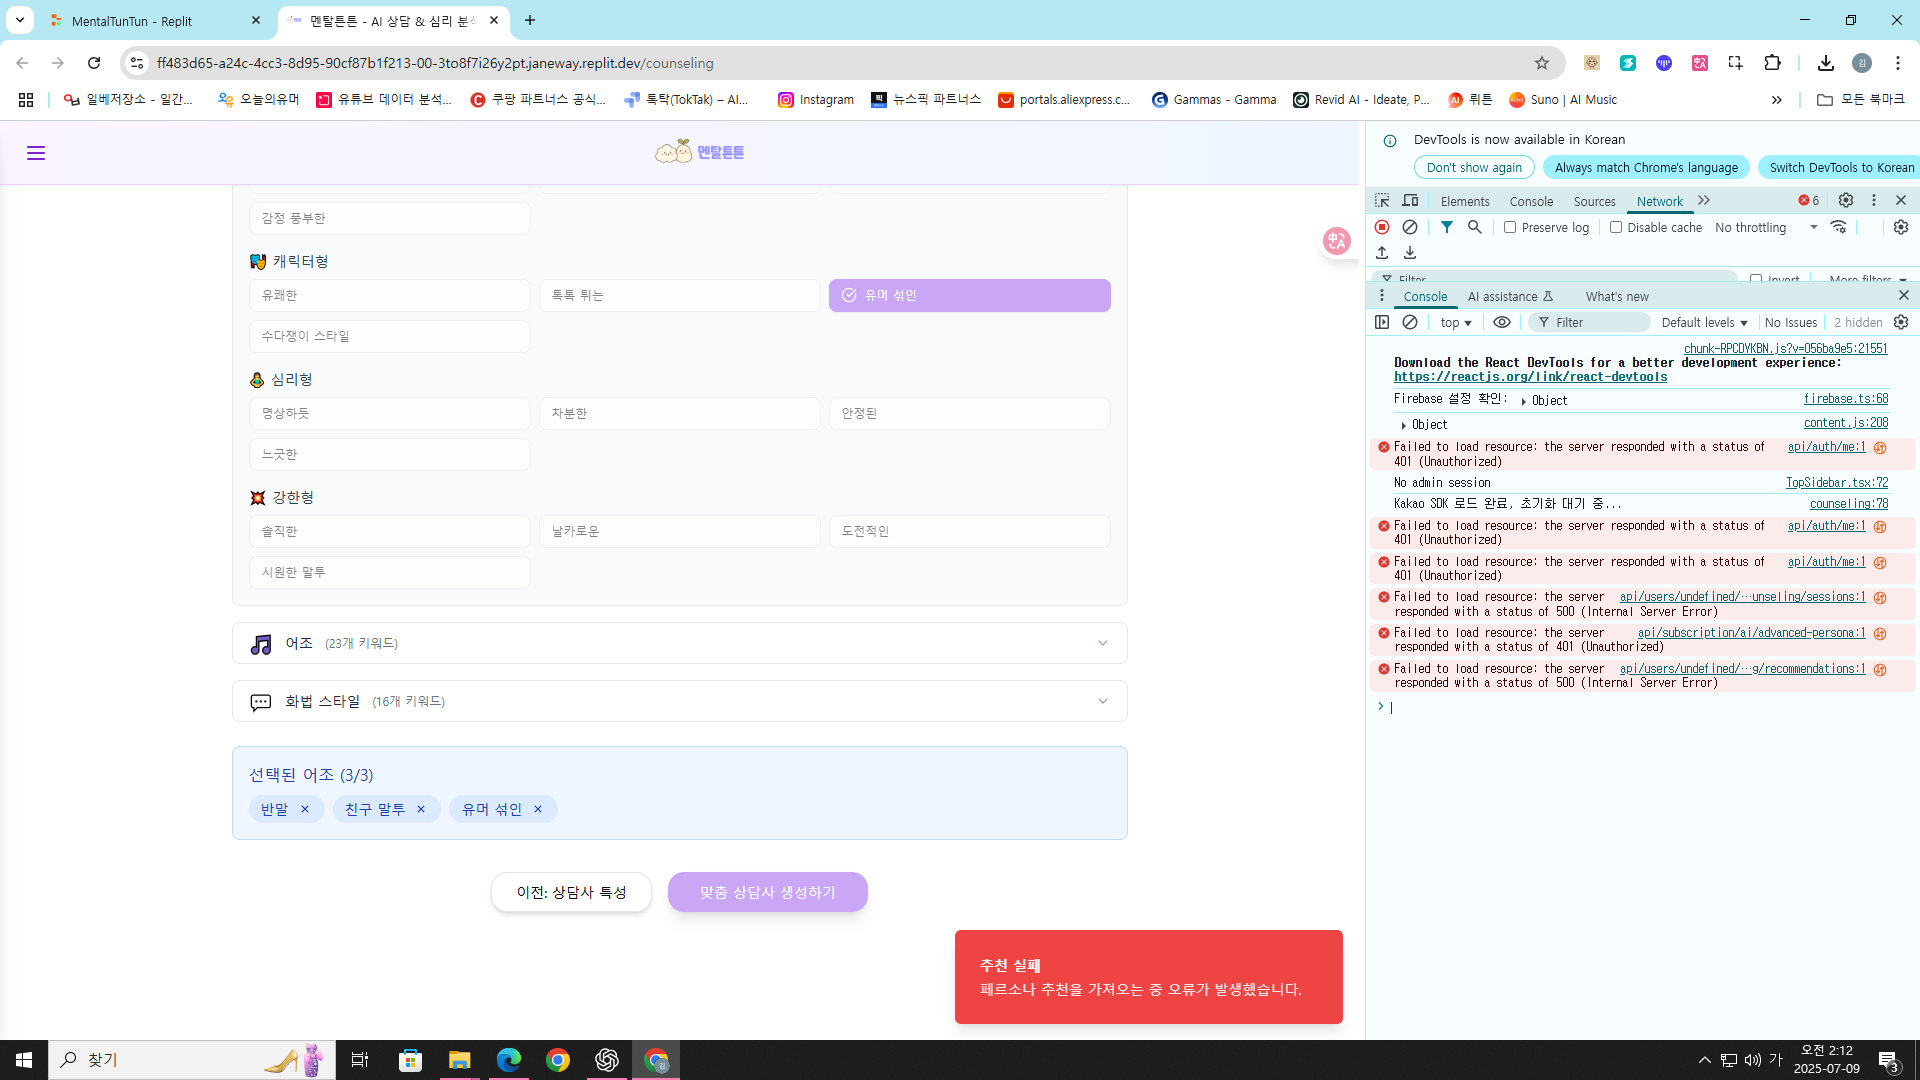 MentalTunTun - Replit
멘탈튼튼 - AI 상담 & 심리 분석
ff483d65-a24c-4cc3-8d95-90cf87b1f213-00-3to8f7i26y2pt.janeway.replit.dev/counseling
김
일베저장소 - 일간...
오늘의유머
유튜브 데이터 분석...
쿠팡 파트너스 공식...
톡탁(TokTak) – AI...
Instagram
뉴스픽 파트너스
portals.aliexpress.c...
Gammas - Gamma
Revid AI - Ideate, P...
뤼튼
Suno | AI Music
모든 북마크
멘탈튼튼
감정 풍부한
캐릭터형
유쾌한
톡톡 튀는
유머 섞인
수다쟁이 스타일
심리형
명상하듯
차분한
안정된
느긋한
강한형
솔직한
날카로운
도전적인
시원한 말투
어조 (23개 키워드)
화법 스타일 (16개 키워드)
선택된 어조 (3/3)
반말 ×
친구 말투 ×
유머 섞인 ×
이전: 상담사 특성
맞춤 상담사 생성하기
추천 실패
페르소나 추천을 가져오는 중 오류가 발생했습니다.
DevTools is now available in Korean
Don't show again
Always match Chrome's language
Switch DevTools to Korean
Elements
Console
Sources
Network
6
Preserve log
Disable cache
No throttling
Filter
Invert
More filters
Console
AI assistance
What's new
top
Filter
Default levels
No Issues
2 hidden
chunk-RPCDVKBN.js?v=056ba9e5:21551
Download the React DevTools for a better development experience:
https://reactjs.org/link/react-devtools
Firebase 설정 확인: Object firebase.ts:68
Object content.js:208
Failed to load resource: the server responded with a status of api/auth/me:1
401 (Unauthorized)
No admin session TopSidebar.tsx:72
Kakao SDK 로드 완료, 초기화 대기 중... counseling:78
Failed to load resource: the server responded with a status of api/auth/me:1
401 (Unauthorized)
Failed to load resource: the server responded with a status of api/auth/me:1
401 (Unauthorized)
Failed to load resource: the server api/users/undefined/…unseling/sessions:1
responded with a status of 500 (Internal Server Error)
Failed to load resource: the server api/subscription/ai/advanced-persona:1
responded with a status of 401 (Unauthorized)
Failed to load resource: the server api/users/undefined/…g/recommendations:1
responded with a status of 500 (Internal Server Error)
찾기
가
오전 2:12
2025-07-09
3